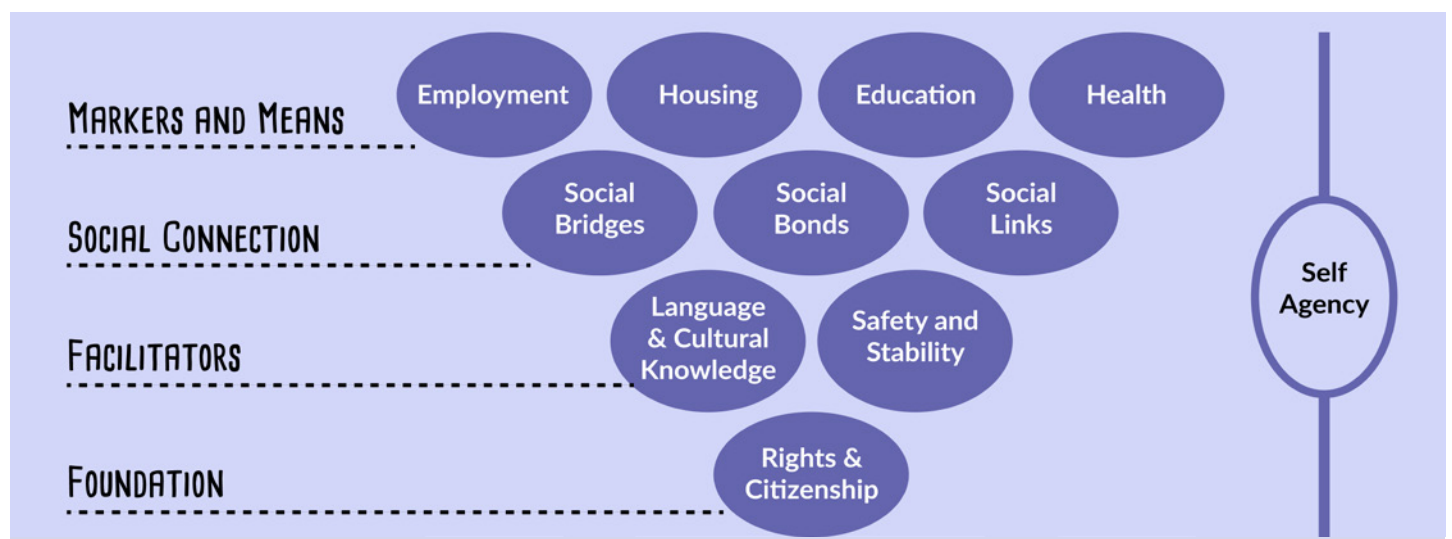 MARKERS AND MEANS
Employment
Housing
Education
Health
SOCIAL CONNECTION
Social
Bridges
Social
Bonds
Social
Links
FACILITATORS
Language
& Cultural
Knowledge
Safety and
Stability
FOUNDATION
Rights &
Citizenship
Self
Agency